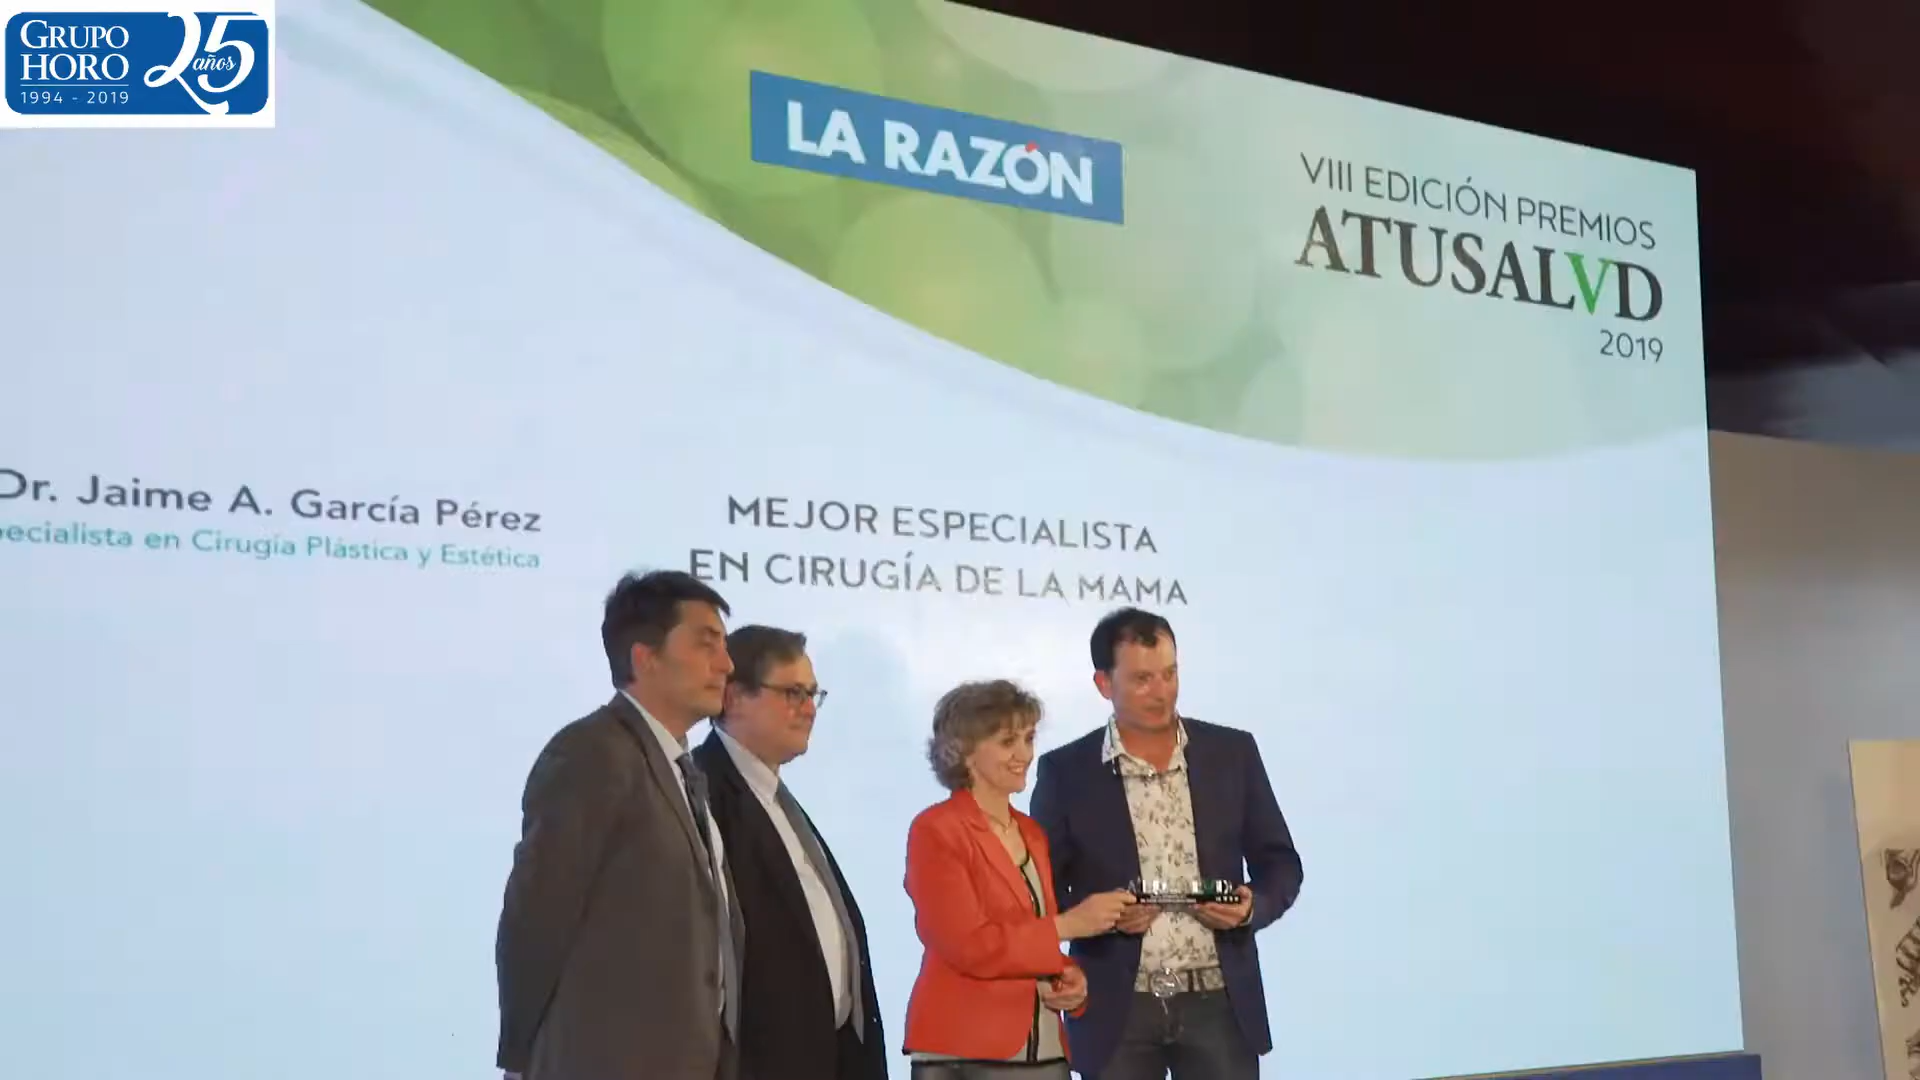 GRUPO
HORO
1994 - 2019
25
años
LA RAZÓN
VIII EDICIÓN PREMIOS
ATUSALVD
2019
Dr. Jaime A. García Pérez
en Cirugía Plástica y Estética
MEJOR ESPECIALISTA
EN CIRUGÍA DE LA MAMA